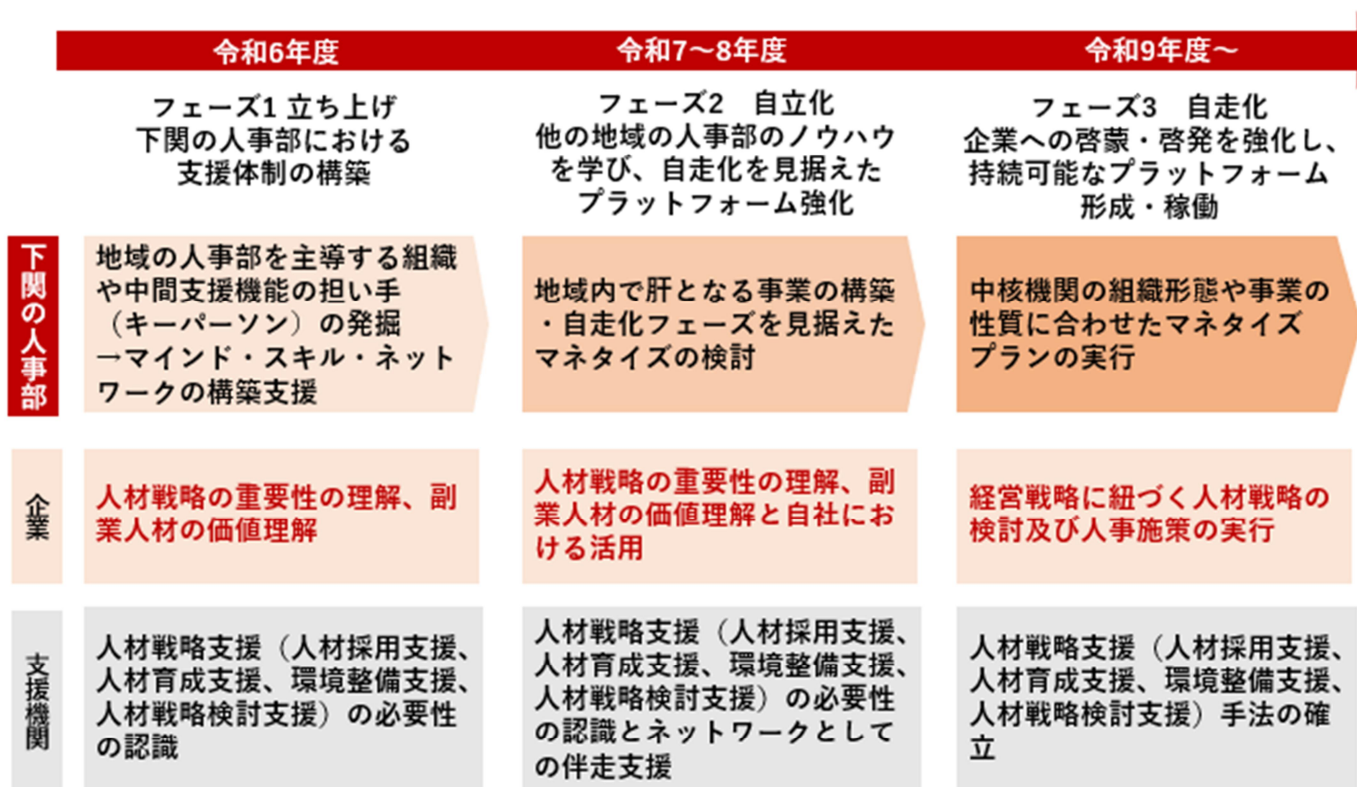 令和6年度
令和7～8年度
令和9年度～
フェーズ1 立ち上げ
下関の人事部における
支援体制の構築
フェーズ2　自立化
他の地域の人事部のノウハウ
を学び、自走化を見据えた
プラットフォーム強化
フェーズ3　自走化
企業への啓蒙・啓発を強化し、
持続可能なプラットフォーム
形成・稼働
下関の人事部
地域の人事部を主導する組織
や中間支援機能の担い手
（キーパーソン）の発掘
→マインド・スキル・ネット
ワークの構築支援
地域内で肝となる事業の構築
・自走化フェーズを見据えた
マネタイズの検討
中核機関の組織形態や事業の
性質に合わせたマネタイズ
プランの実行
企業
人材戦略の重要性の理解、副
業人材の価値理解
人材戦略の重要性の理解、副
業人材の価値理解と自社にお
ける活用
経営戦略に紐づく人材戦略の
検討及び人事施策の実行
支援機関
人材戦略支援（人材採用支援、
人材育成支援、環境整備支援、
人材戦略検討支援）の必要性
の認識
人材戦略支援（人材採用支援、
人材育成支援、環境整備支援、
人材戦略検討支援）の必要性
の認識とネットワークとして
の伴走支援
人材戦略支援（人材採用支援、
人材育成支援、環境整備支援、
人材戦略検討支援）手法の確
立